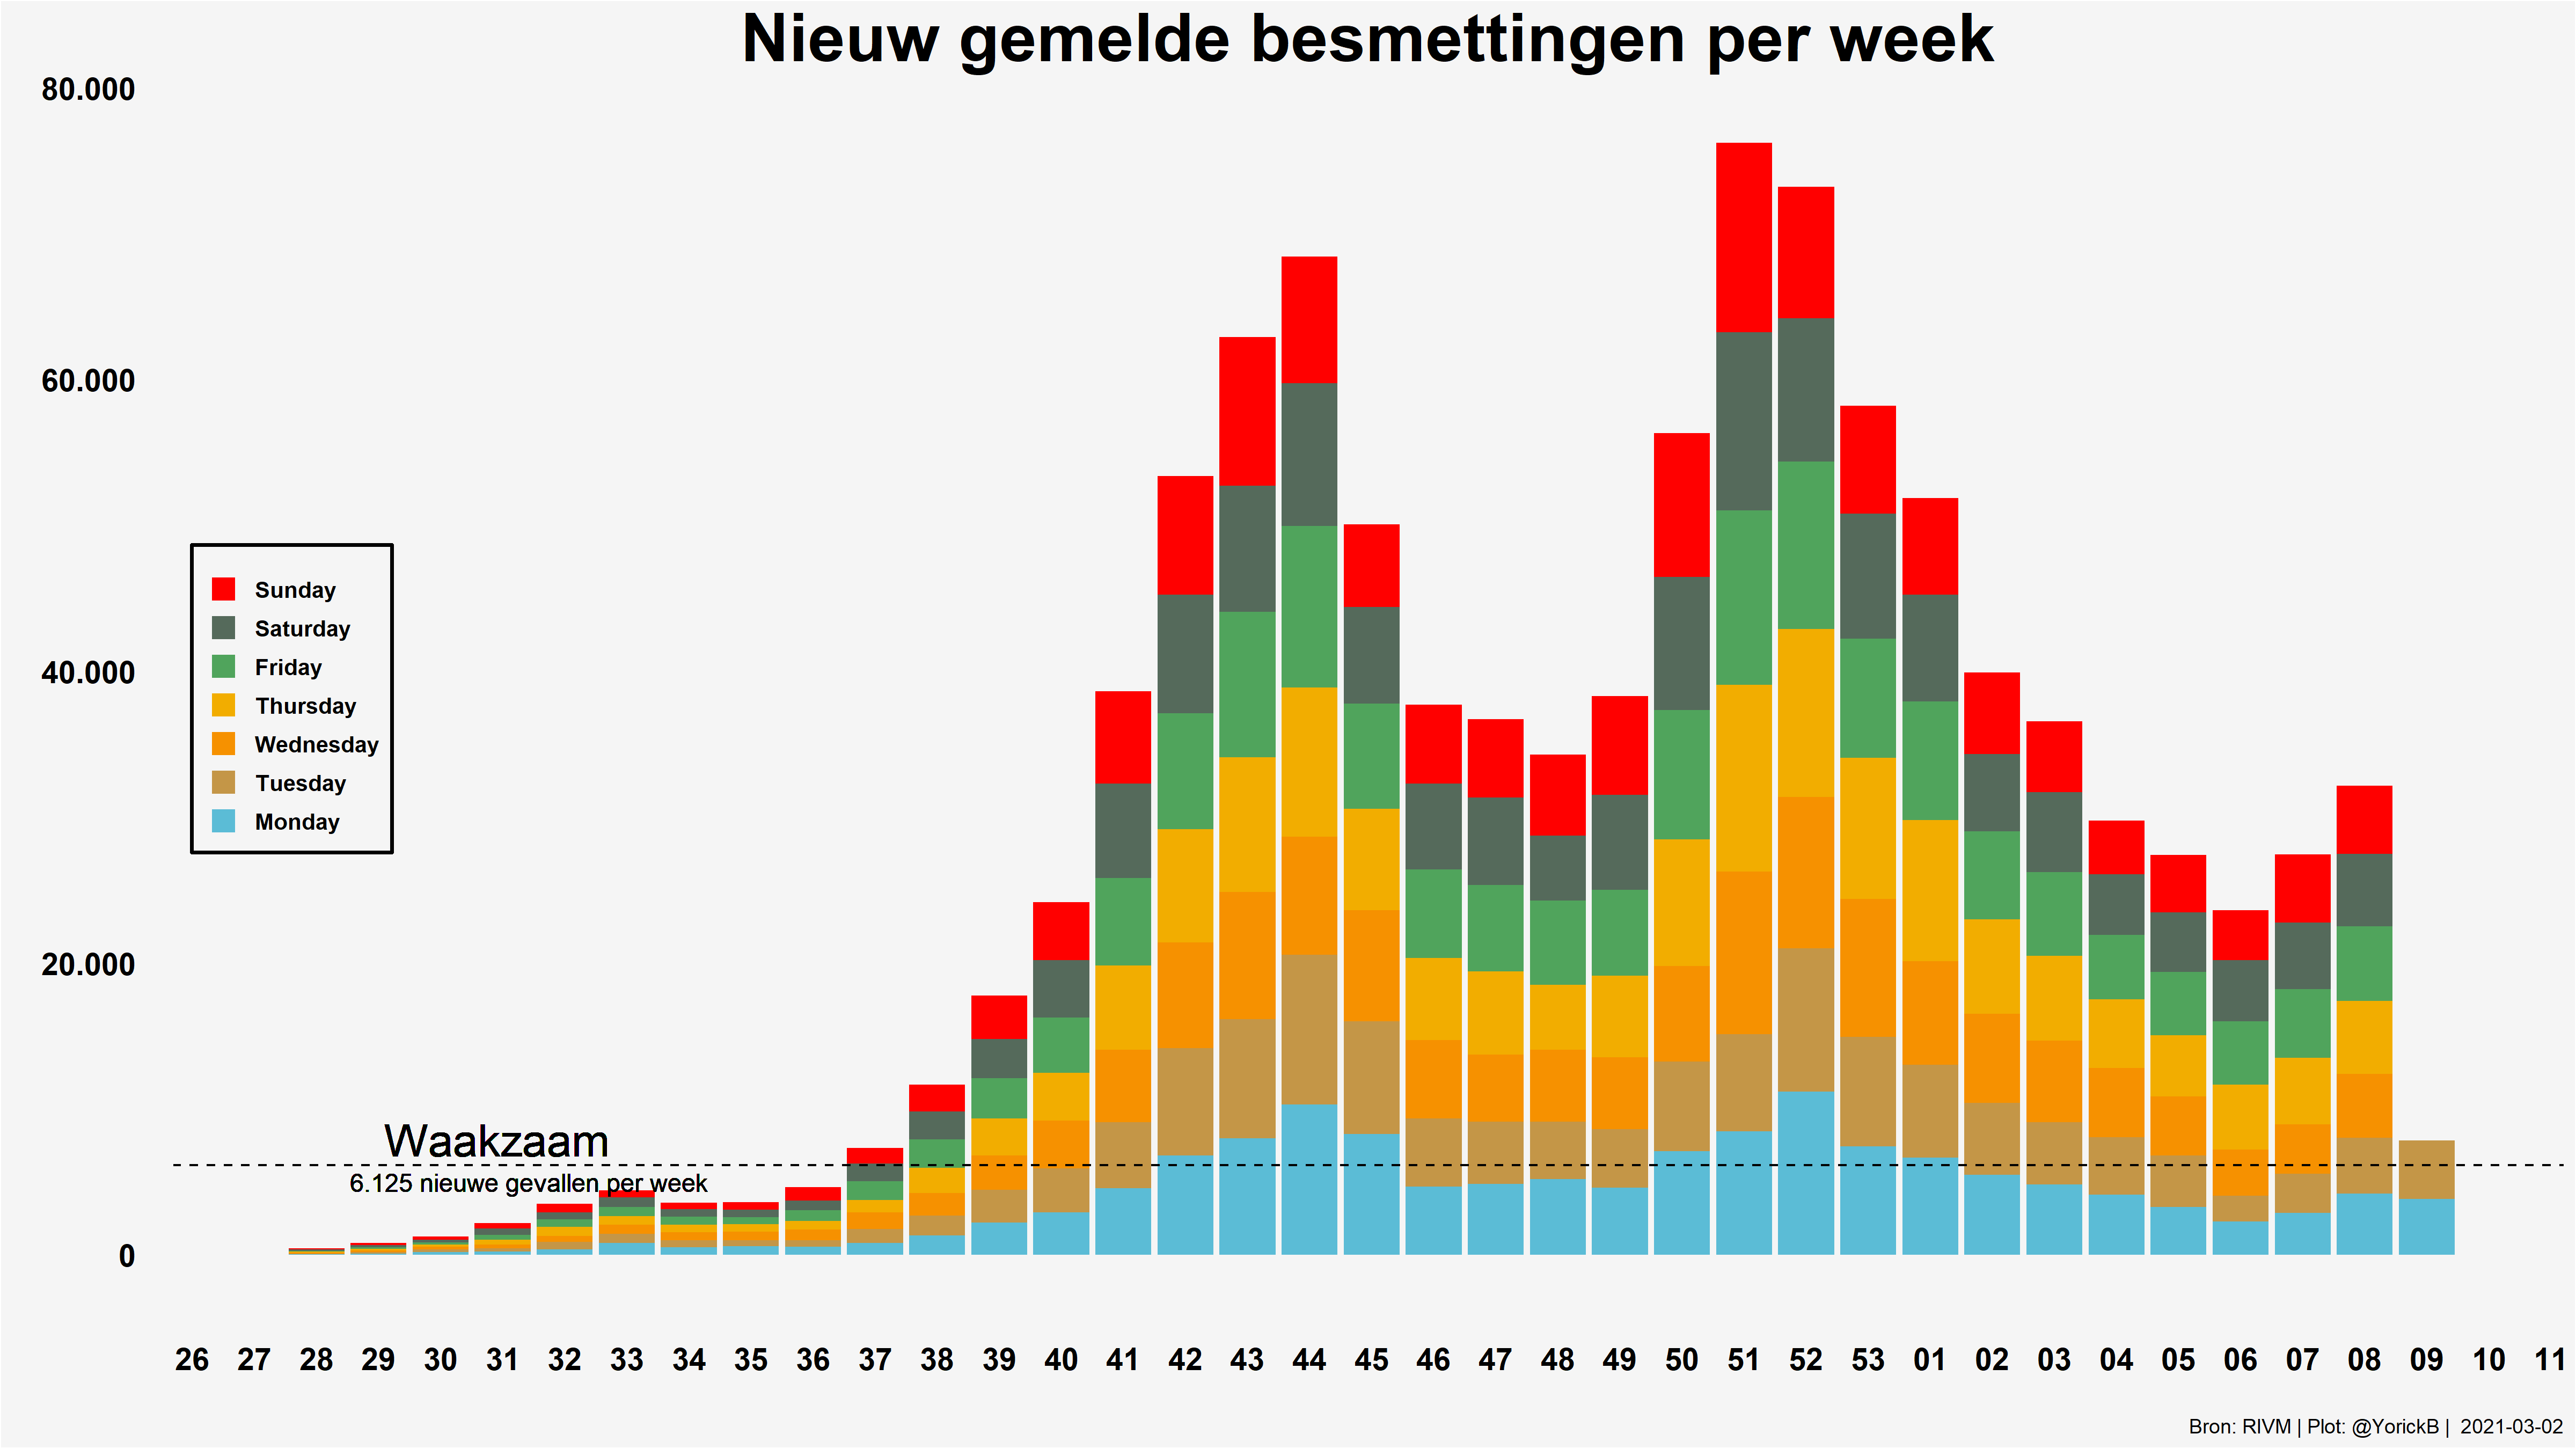 Nieuw gemelde besmettingen per week
80.000
60.000
40.000
20.000
0
Sunday
Saturday
Friday
Thursday
Wednesday
Tuesday
Monday
Waakzaam
6.125 nieuwe gevallen per week
26 27 28 29 30 31 32 33 34 35 36 37 38 39 40 41 42 43 44 45 46 47 48 49 50 51 52 53 01 02 03 04 05 06 07 08 09 10 11
Bron: RIVM | Plot: @YorickB | 2021-03-02